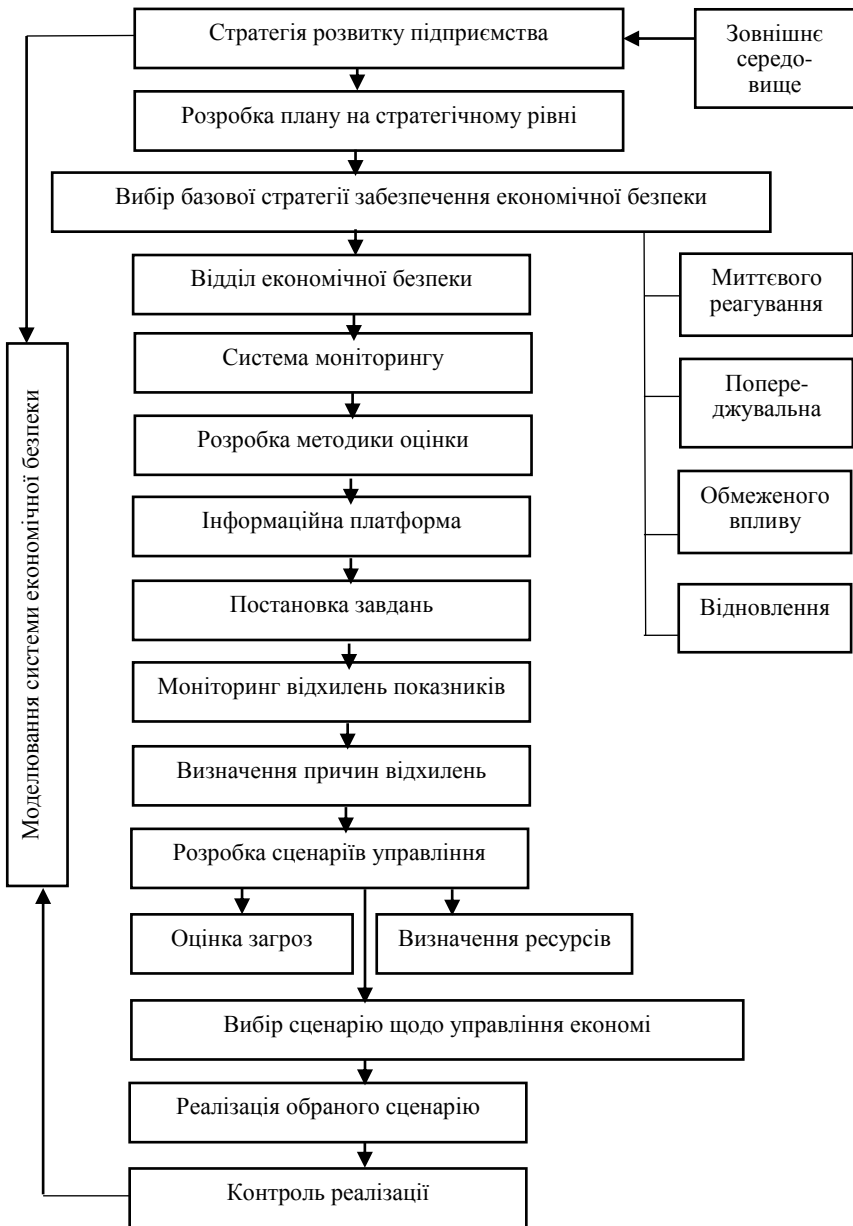 Стратегія розвитку підприємства
Зовнішнє
середо-
вище
Розробка плану на стратегічному рівні
Вибір базової стратегії забезпечення економічної безпеки
Відділ економічної безпеки
Миттєвого
реагування
Система моніторингу
Попере-
джувальна
Розробка методики оцінки
Інформаційна платформа
Обмеженого
впливу
Постановка завдань
Відновлення
Моніторинг відхилень показників
Визначення причин відхилень
Моделювання системи економічної безпеки
Розробка сценаріїв управління
Оцінка загроз
Визначення ресурсів
Вибір сценарію щодо управління економі
Реалізація обраного сценарію
Контроль реалізації